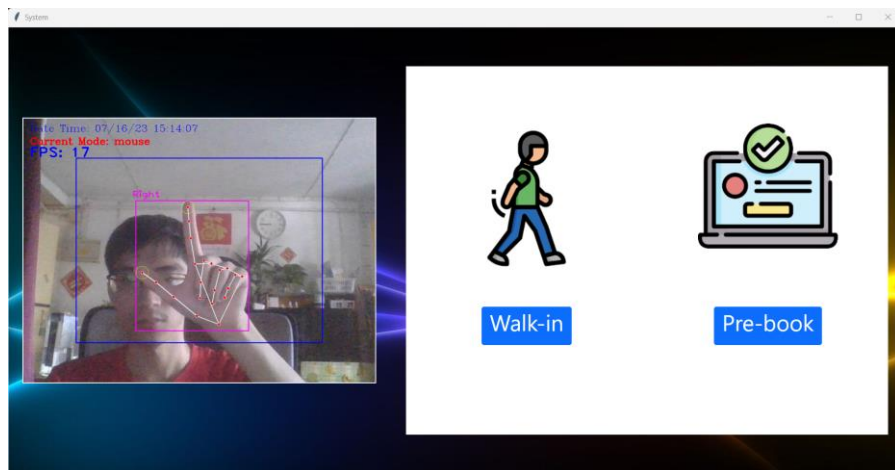 System
Date Time: 07/16/23 15:14:07
Current Mode: mouse
FPS: 17
Right
Walk-in
Pre-book
福